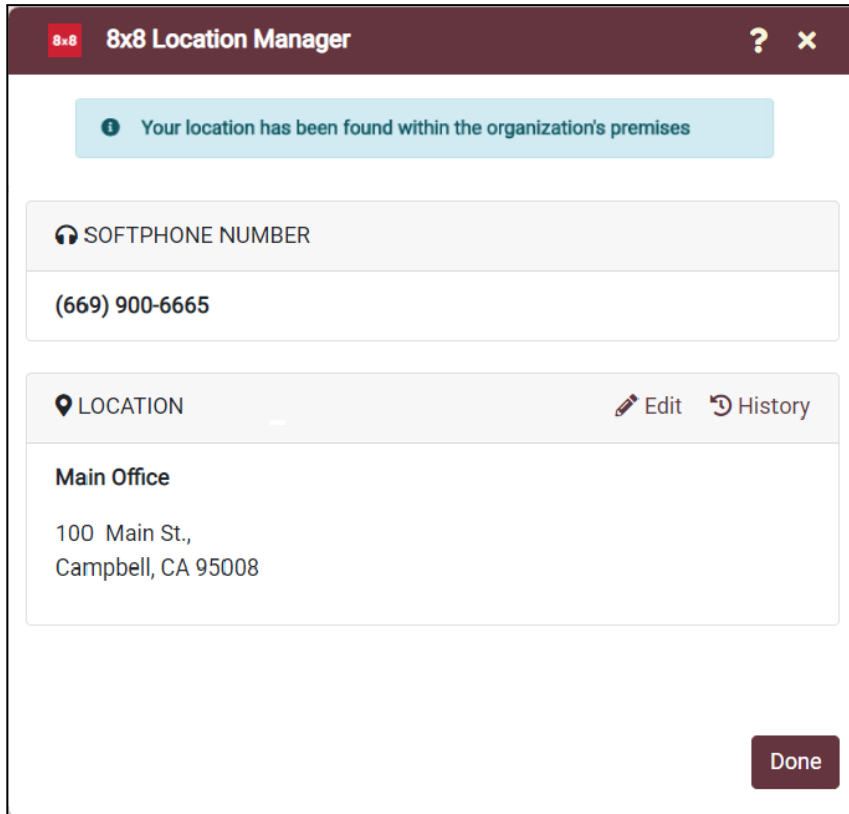 8x8 8x8 Location Manager ? ×
Your location has been found within the organization's premises
SOFTPHONE NUMBER
(669) 900-6665
LOCATION Edit History
Main Office
100 Main St.,
Campbell, CA 95008
Done